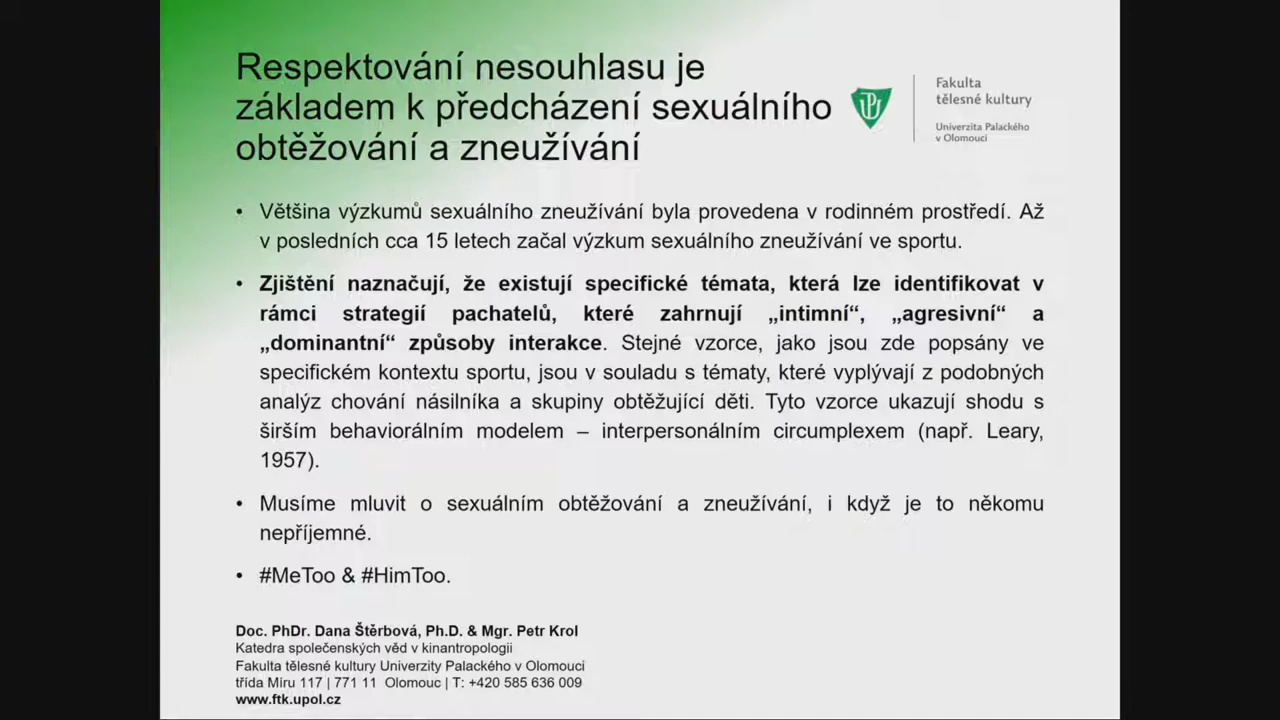 Respektování nesouhlasu je
základem k předcházení sexuálního
obtěžování a zneužívání
Fakulta
tělesné kultury
Univerzita Palackého
v Olomouci
• Většina výzkumů sexuálního zneužívání byla provedena v rodinném prostředí. Až
v posledních cca 15 letech začal výzkum sexuálního zneužívání ve sportu.
• Zjištění naznačují, že existují specifické témata, která lze identifikovat v
rámci strategií pachatelů, které zahrnují „intimní“, „agresivní“ a
„dominantní“ způsoby interakce. Stejné vzorce, jako jsou zde popsány ve
specifickém kontextu sportu, jsou v souladu s tématy, které vyplývají z podobných
analýz chování násilníka a skupiny obtěžující děti. Tyto vzorce ukazují shodu s
širším behaviorálním modelem – interpersonálním circumplexem (např. Leary,
1957).
• Musíme mluvit o sexuálním obtěžování a zneužívání, i když je to někomu
nepříjemné.
• #MeToo & #HimToo.
Doc. PhDr. Dana Štěrbová, Ph.D. & Mgr. Petr Krol
Katedra společenských věd v kinantropologii
Fakulta tělesné kultury Univerzity Palackého v Olomouci
třída Míru 117 | 771 11 Olomouc | T: +420 585 636 009
www.ftk.upol.cz